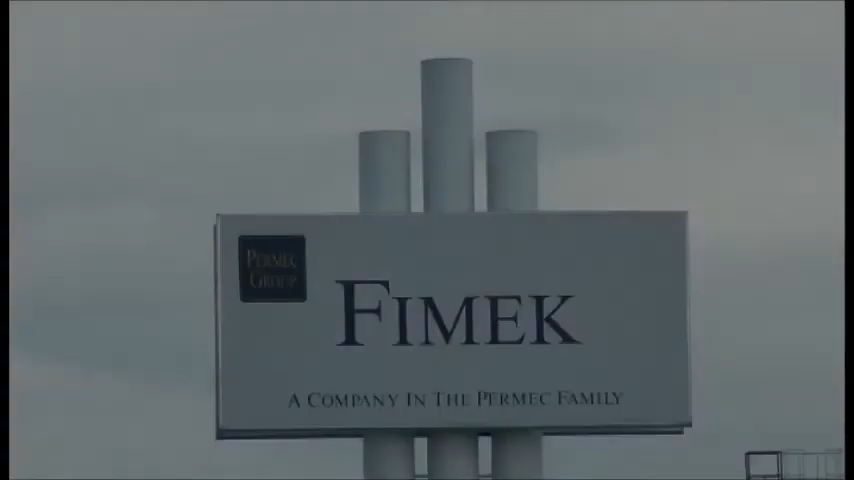 PERMEC
GROUP
FIMEK
A COMPANY IN THE PERMEC FAMILY